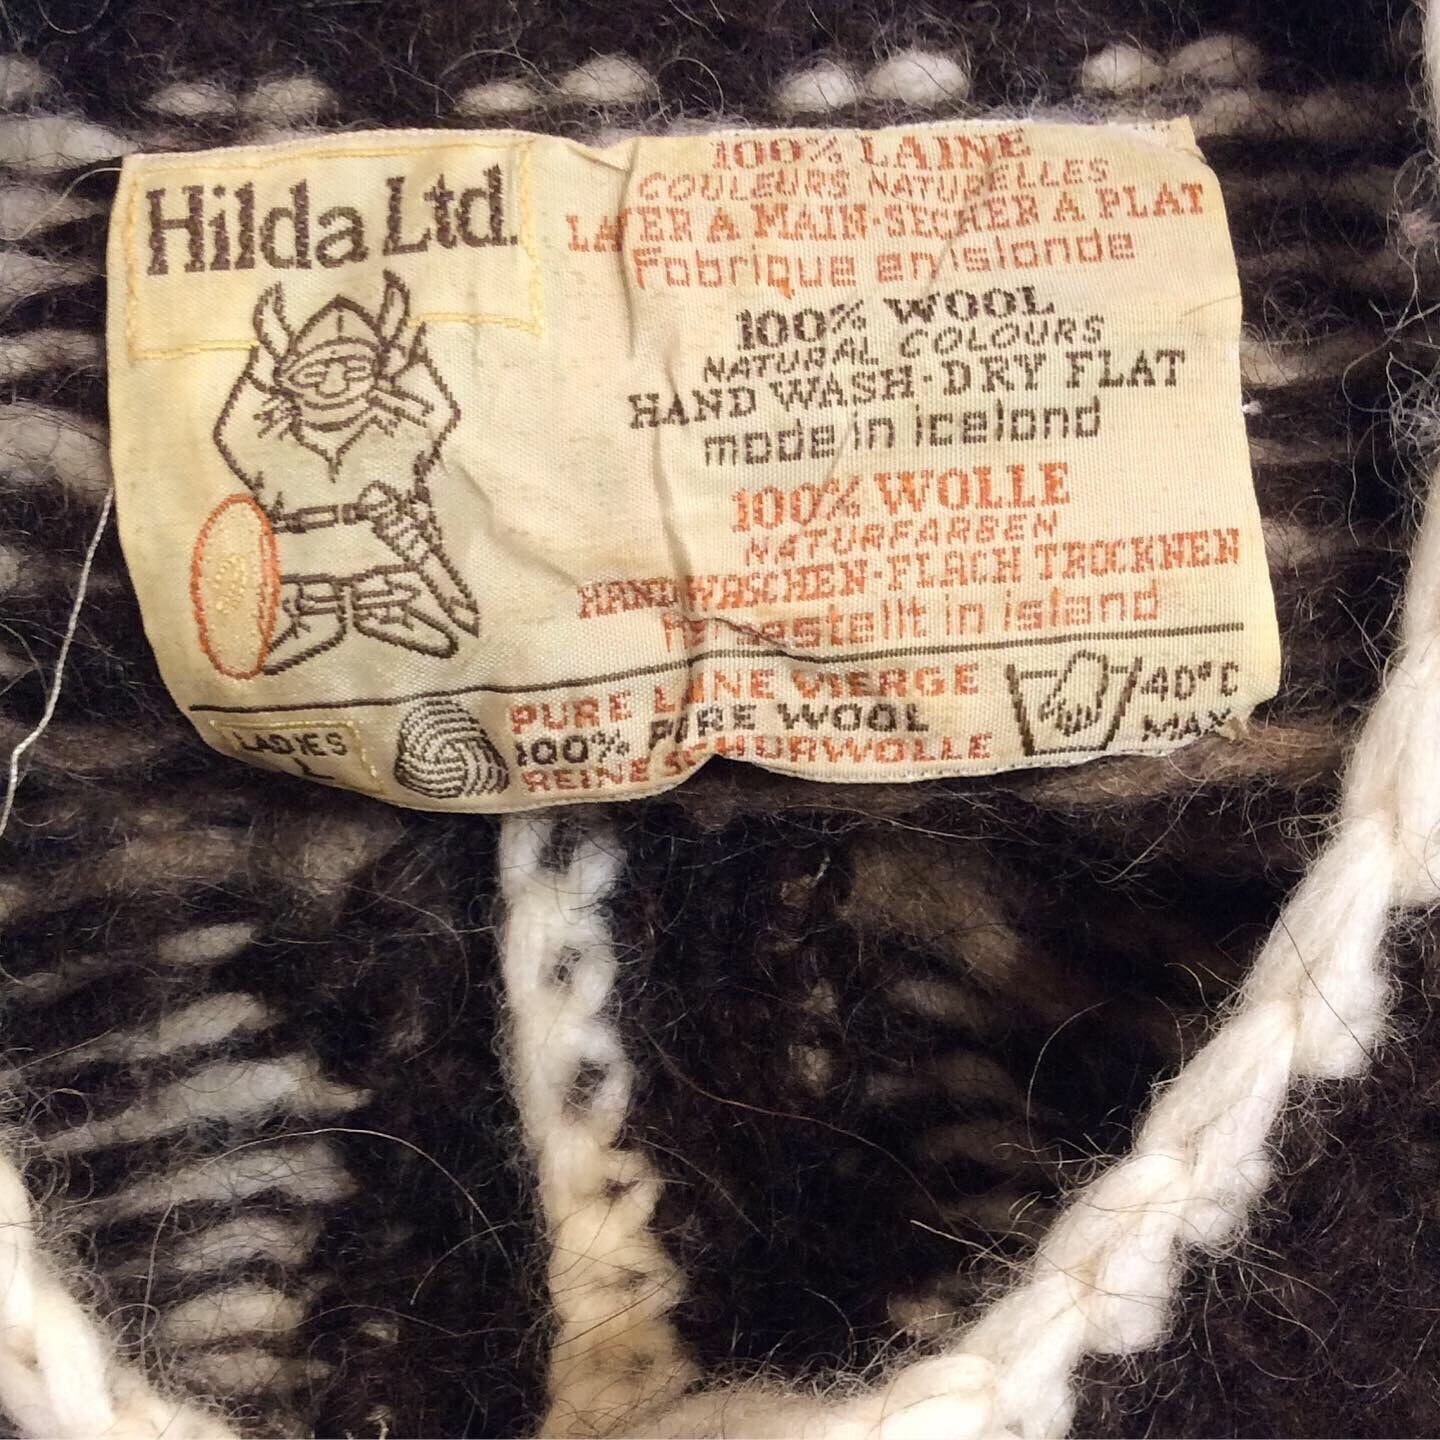 Hilda Ltd.
100% LAINE
COULEURS NATURELLES
LAVER A MAIN-SECHER A PLAT
Fabrique en islande
100% WOOL
NATURAL COLOURS
HAND WASH-DRY FLAT
made in iceland
100% WOLLE
NATURFARBEN
HANDWASCHEN-FLACH TROCKNEN
hergestellt in island
LADIES
L
PURE LAINE VIERGE
100% PURE WOOL
REINE SCHURWOLLE
40°C
MAX